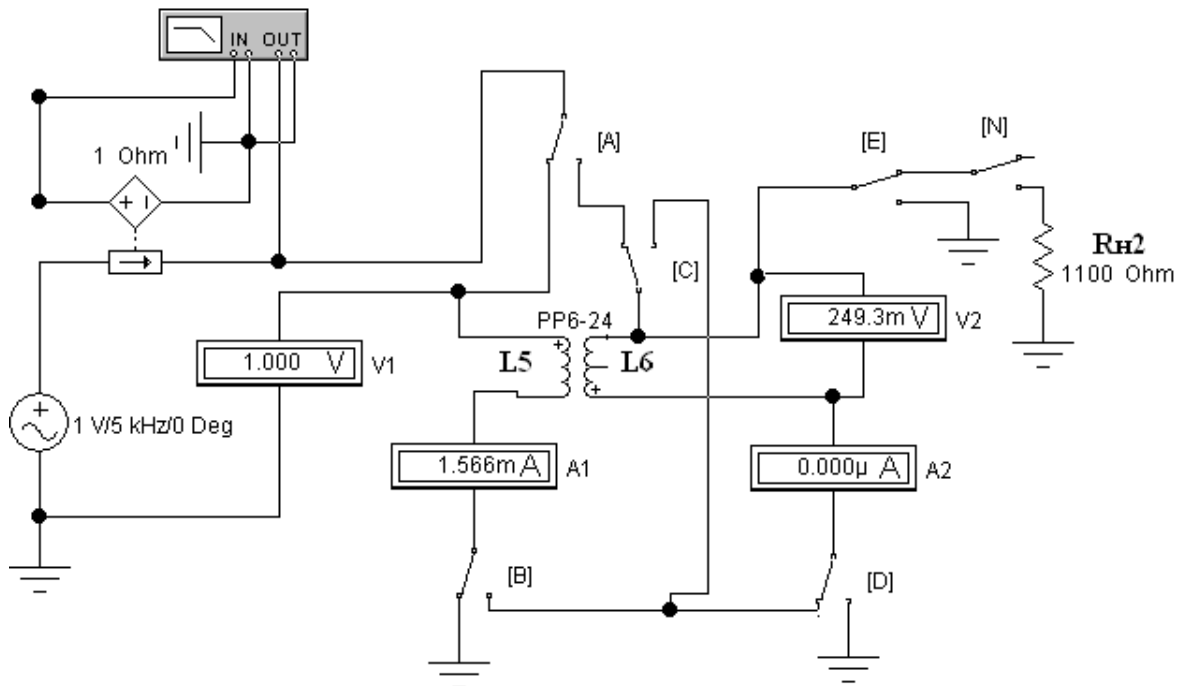 IN OUT
1 Ohm
[A]
[E]
[N]
[C]
Rн2
1100 Ohm
PP6-24
249.3m V
V2
1.000 V
V1
L5
L6
1 V/5 kHz/0 Deg
1.566m A
A1
0.000µ A
A2
[B]
[D]